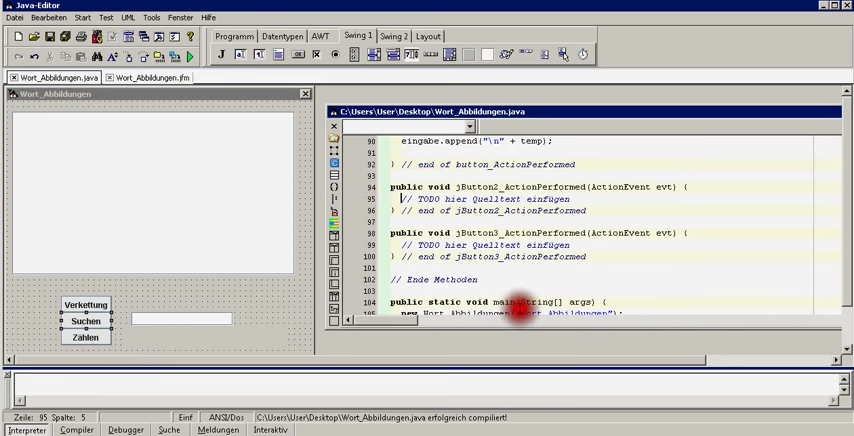 Java-Editor
Datei Bearbeiten Start Test UML Tools Fenster Hilfe
Programm Datentypen AWT Swing 1 Swing 2 Layout
Wort_Abbildungen.java Wort_Abbildungen.jfm
Wort_Abbildungen
C:\Users\User\Desktop\Wort_Abbildungen.java
90 eingabe.append("\n" + temp);
91
92 } // end of button_ActionPerformed
93
94 public void jButton2_ActionPerformed(ActionEvent evt) {
95 // TODO hier Quelltext einfügen
96 } // end of jButton2_ActionPerformed
97
98 public void jButton3_ActionPerformed(ActionEvent evt) {
99 // TODO hier Quelltext einfügen
100 } // end of jButton3_ActionPerformed
101
102 // Ende Methoden
103
104 public static void main(String[] args) {
105 new Wort_Abbildungen("Wort_Abbildungen");
Verkettung
Suchen
Zählen
Zeile: 95 Spalte: 5 Einf ANSI/Dos C:\Users\User\Desktop\Wort_Abbildungen.java erfolgreich compiliert!
Interpreter Compiler Debugger Suche Meldungen Interaktiv